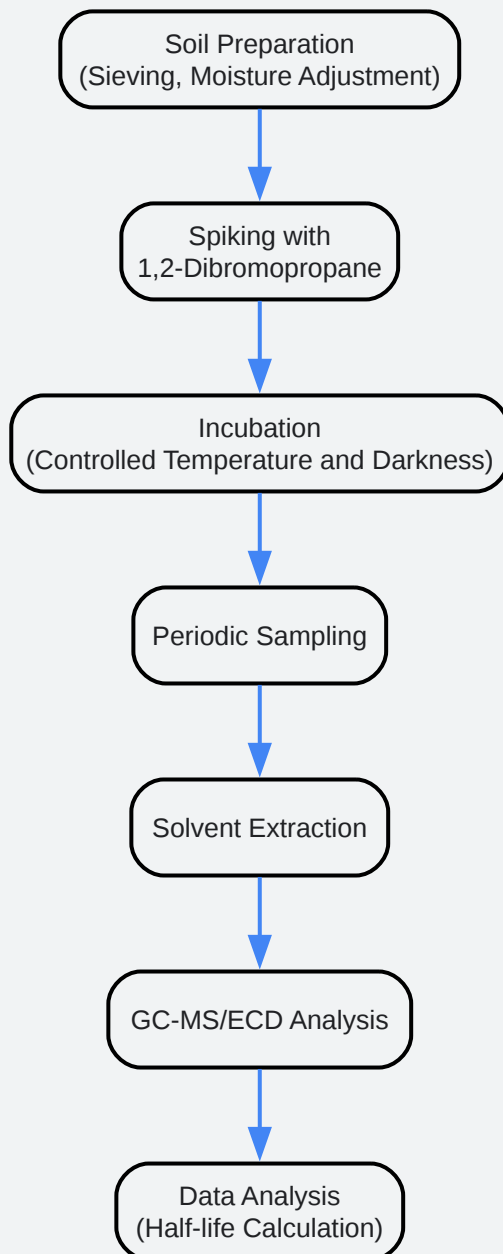 Soil Preparation
(Sieving, Moisture Adjustment)
Spiking with
1,2-Dibromopropane
Incubation
(Controlled Temperature and Darkness)
Periodic Sampling
Solvent Extraction
GC-MS/ECD Analysis
Data Analysis
(Half-life Calculation)